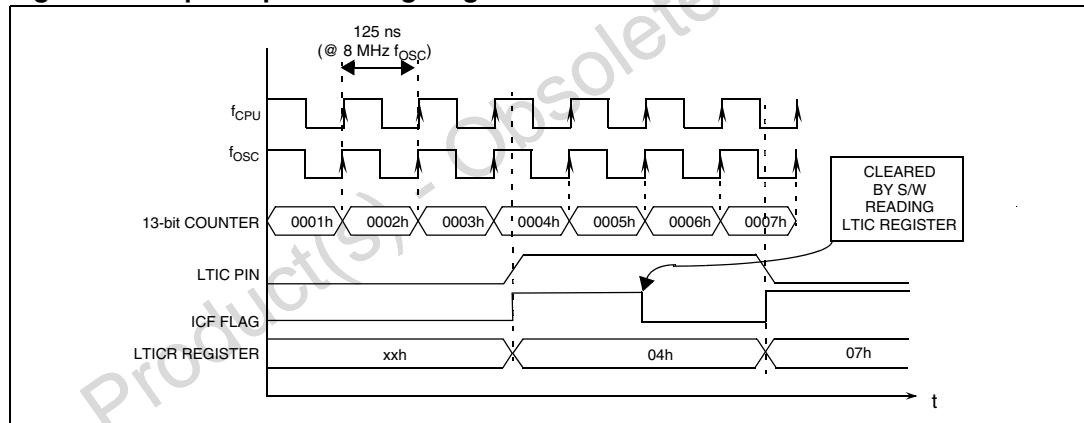 125 ns
(@ 8 MHz fOSC)
fCPU
fOSC
CLEARED
BY S/W
READING
LTIC REGISTER
13-bit COUNTER 0001h 0002h 0003h 0004h 0005h 0006h 0007h
LTIC PIN
ICF FLAG
LTICR REGISTER xxh 04h 07h
t
Product(s) - Obsolete